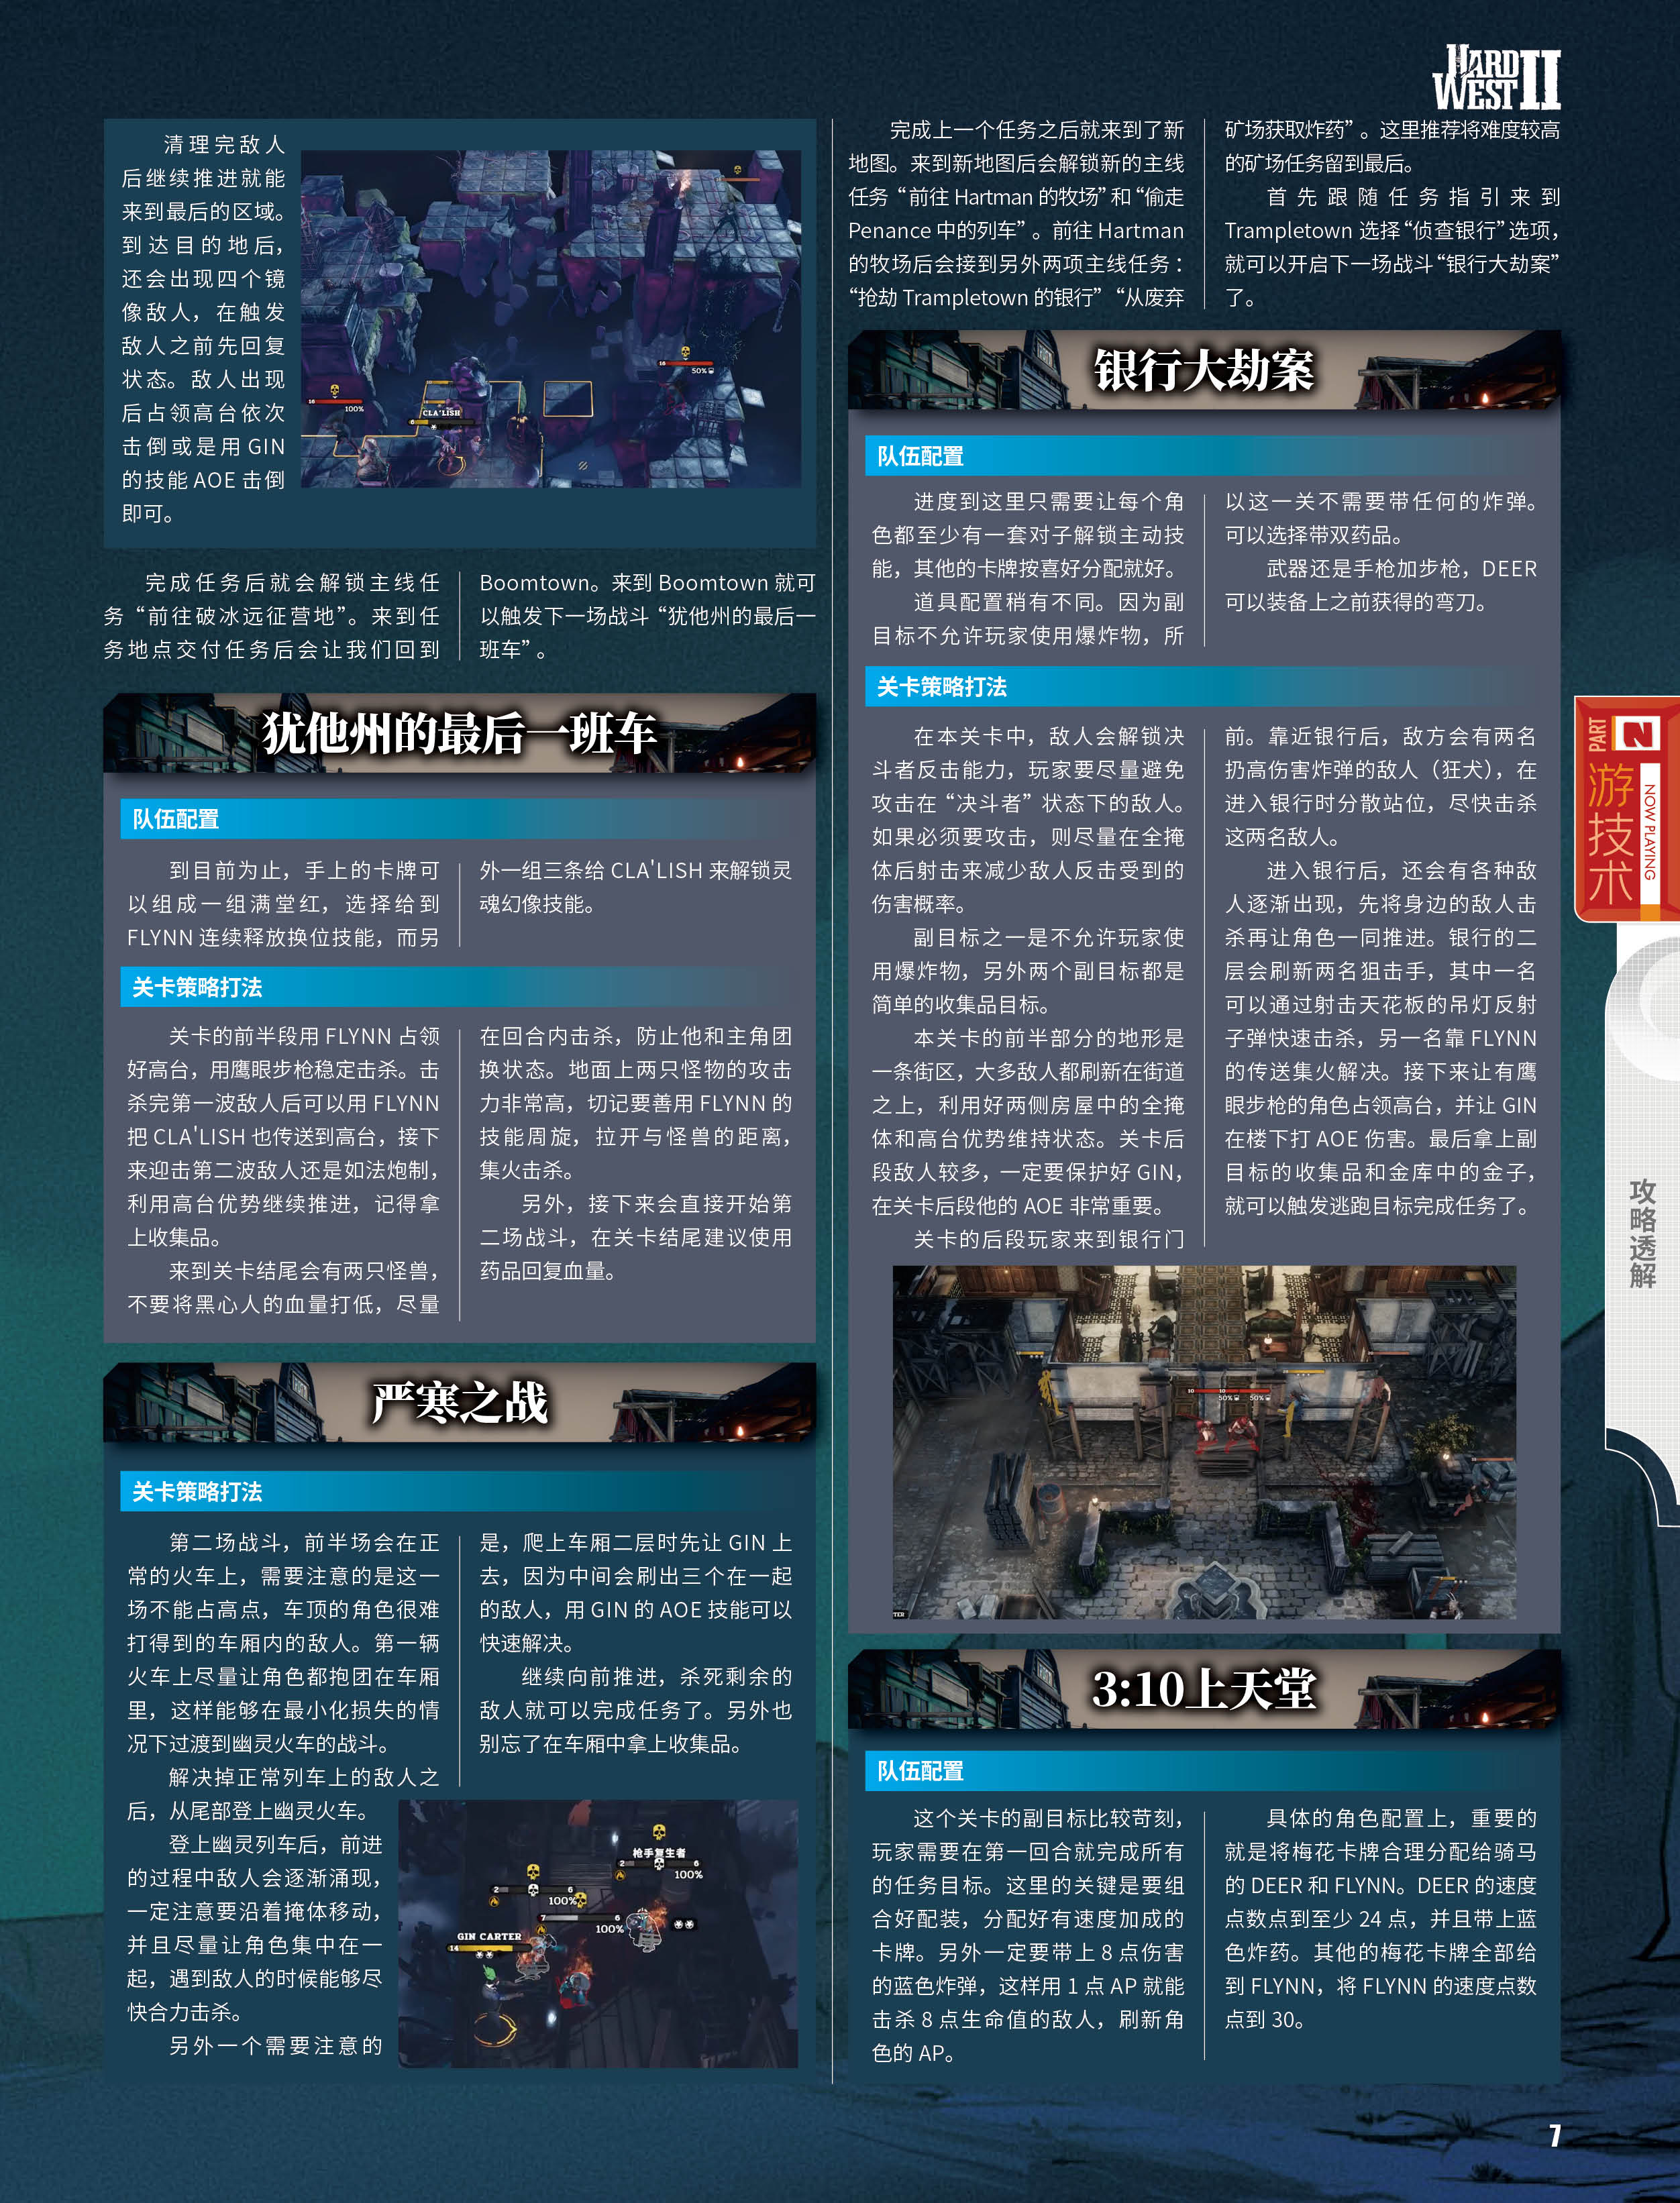 HARD
WEST II
清理完敌人
后继续推进就能
来到最后的区域。
到达目的地后，
还会出现四个镜
像敌人，在触发
敌人之前先回复
状态。敌人出现
后占领高台依次
击倒或是用 GIN
的技能 AOE 击倒
即可。
16
100%
CLA'LISH
6
16
50%
完成任务后就会解锁主线任
务“前往破冰远征营地”。来到任
务地点交付任务后会让我们回到
Boomtown。来到 Boomtown 就可
以触发下一场战斗“犹他州的最后一
班车”。
犹他州的最后一班车
队伍配置
到目前为止，手上的卡牌可
以组成一组满堂红，选择给到
FLYNN 连续释放换位技能，而另
外一组三条给 CLA'LISH 来解锁灵
魂幻像技能。
关卡策略打法
关卡的前半段用 FLYNN 占领
好高台，用鹰眼步枪稳定击杀。击
杀完第一波敌人后可以用 FLYNN
把 CLA'LISH 也传送到高台，接下
来迎击第二波敌人还是如法炮制，
利用高台优势继续推进，记得拿
上收集品。
来到关卡结尾会有两只怪兽，
不要将黑心人的血量打低，尽量
在回合内击杀，防止他和主角团
换状态。地面上两只怪物的攻击
力非常高，切记要善用 FLYNN 的
技能周旋，拉开与怪兽的距离，
集火击杀。
另外，接下来会直接开始第
二场战斗，在关卡结尾建议使用
药品回复血量。
严寒之战
关卡策略打法
第二场战斗，前半场会在正
常的火车上，需要注意的是这一
场不能占高点，车顶的角色很难
打得到的车厢内的敌人。第一辆
火车上尽量让角色都抱团在车厢
里，这样能够在最小化损失的情
况下过渡到幽灵火车的战斗。
解决掉正常列车上的敌人之
后，从尾部登上幽灵火车。
登上幽灵列车后，前进
的过程中敌人会逐渐涌现，
一定注意要沿着掩体移动，
并且尽量让角色集中在一
起，遇到敌人的时候能够尽
快合力击杀。
另外一个需要注意的
是，爬上车厢二层时先让 GIN 上
去，因为中间会刷出三个在一起
的敌人，用 GIN 的 AOE 技能可以
快速解决。
继续向前推进，杀死剩余的
敌人就可以完成任务了。另外也
别忘了在车厢中拿上收集品。
枪手复生者
2 6
100%
2 6
100%
7 6
100%
GIN CARTER
14
完成上一个任务之后就来到了新
地图。来到新地图后会解锁新的主线
任务“前往 Hartman 的牧场”和“偷走
Penance 中的列车”。前往 Hartman
的牧场后会接到另外两项主线任务：
“抢劫 Trampletown 的银行”“从废弃
矿场获取炸药”。这里推荐将难度较高
的矿场任务留到最后。
首先跟随任务指引来到
Trampletown 选择“侦查银行”选项，
就可以开启下一场战斗“银行大劫案”
了。
银行大劫案
队伍配置
进度到这里只需要让每个角
色都至少有一套对子解锁主动技
能，其他的卡牌按喜好分配就好。
道具配置稍有不同。因为副
目标不允许玩家使用爆炸物，所
以这一关不需要带任何的炸弹。
可以选择带双药品。
武器还是手枪加步枪，DEER
可以装备上之前获得的弯刀。
关卡策略打法
在本关卡中，敌人会解锁决
斗者反击能力，玩家要尽量避免
攻击在“决斗者”状态下的敌人。
如果必须要攻击，则尽量在全掩
体后射击来减少敌人反击受到的
伤害概率。
副目标之一是不允许玩家使
用爆炸物，另外两个副目标都是
简单的收集品目标。
本关卡的前半部分的地形是
一条街区，大多敌人都刷新在街道
之上，利用好两侧房屋中的全掩
体和高台优势维持状态。关卡后
段敌人较多，一定要保护好 GIN，
在关卡后段他的 AOE 非常重要。
关卡的后段玩家来到银行门
前。靠近银行后，敌方会有两名
扔高伤害炸弹的敌人（狂犬），在
进入银行时分散站位，尽快击杀
这两名敌人。
进入银行后，还会有各种敌
人逐渐出现，先将身边的敌人击
杀再让角色一同推进。银行的二
层会刷新两名狙击手，其中一名
可以通过射击天花板的吊灯反射
子弹快速击杀，另一名靠 FLYNN
的传送集火解决。接下来让有鹰
眼步枪的角色占领高台，并让 GIN
在楼下打 AOE 伤害。最后拿上副
目标的收集品和金库中的金子，
就可以触发逃跑目标完成任务了。
10 10
50% 50%
3:10上天堂
队伍配置
这个关卡的副目标比较苛刻，
玩家需要在第一回合就完成所有
的任务目标。这里的关键是要组
合好配装，分配好有速度加成的
卡牌。另外一定要带上 8 点伤害
的蓝色炸弹，这样用 1 点 AP 就能
击杀 8 点生命值的敌人，刷新角
色的 AP。
具体的角色配置上，重要的
就是将梅花卡牌合理分配给骑马
的 DEER 和 FLYNN。DEER 的速度
点数点到至少 24 点，并且带上蓝
色炸药。其他的梅花卡牌全部给
到 FLYNN，将 FLYNN 的速度点数
点到 30。
PART N
游技术
NOW PLAYING
攻略透解
7